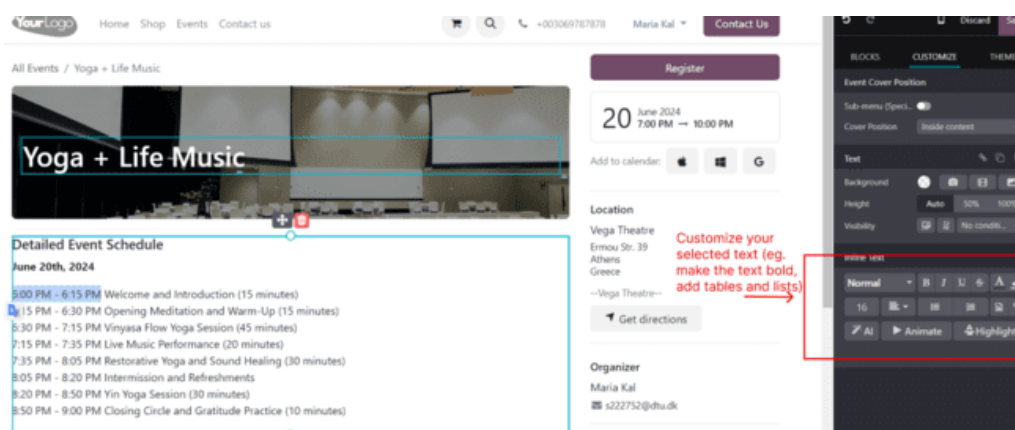 YourLogo Home Shop Events Contact us +003069787878 Maria Kal Contact Us
Discard
BLOCKS CUSTOMIZE THEME
All Events / Yoga + Life Music
Yoga + Life Music
Detailed Event Schedule
June 20th, 2024
6:00 PM - 6:15 PM Welcome and Introduction (15 minutes)
15 PM - 6:30 PM Opening Meditation and Warm-Up (15 minutes)
6:30 PM - 7:15 PM Vinyasa Flow Yoga Session (45 minutes)
7:15 PM - 7:35 PM Live Music Performance (20 minutes)
7:35 PM - 8:05 PM Restorative Yoga and Sound Healing (30 minutes)
8:05 PM - 8:20 PM Intermission and Refreshments
8:20 PM - 8:50 PM Yin Yoga Session (30 minutes)
8:50 PM - 9:00 PM Closing Circle and Gratitude Practice (10 minutes)
Register
20 June 2024
7:00 PM → 10:00 PM
Add to calendar: G
Location
Vega Theatre
Ermou Str. 39
Athens
Greece
--Vega Theatre--
Get directions
Organizer
Maria Kal
s222752@dtu.dk
Customize your
selected text (eg.
make the text bold,
add tables and lists)
Event Cover Position
Sub-menu (Speci...
Cover Position Inside content
Text
Background
Height Auto 50% 100%
Visibility No conditi...
Inline Text
Normal B I U S A
16
AI Animate Highlight